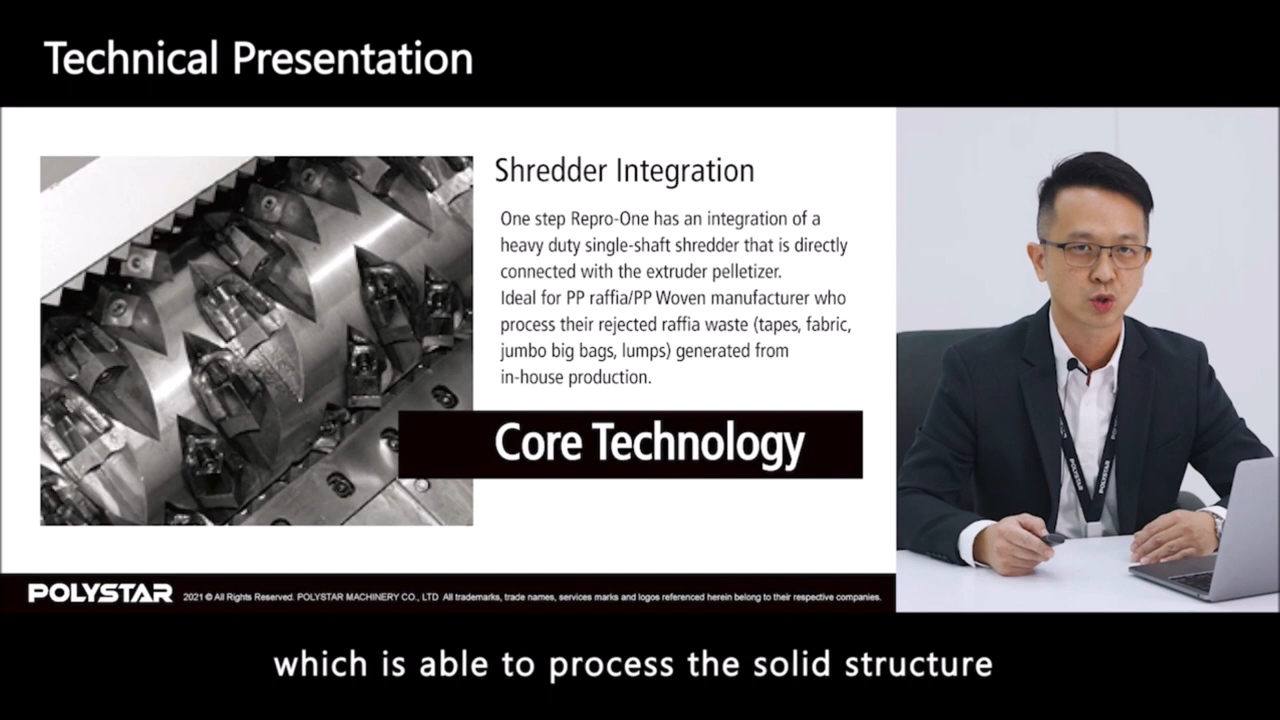 Technical Presentation
Shredder Integration
One step Repro-One has an integration of a
heavy duty single-shaft shredder that is directly
connected with the extruder pelletizer.
Ideal for PP raffia/PP Woven manufacturer who
process their rejected raffia waste (tapes, fabric,
jumbo big bags, lumps) generated from
in-house production.
Core Technology
POLYSTAR
POLYSTAR
POLYSTAR 2021 © All Rights Reserved. POLYSTAR MACHINERY CO., LTD All trademarks, trade names, services marks and logos referenced herein belong to their respective companies.
which is able to process the solid structure